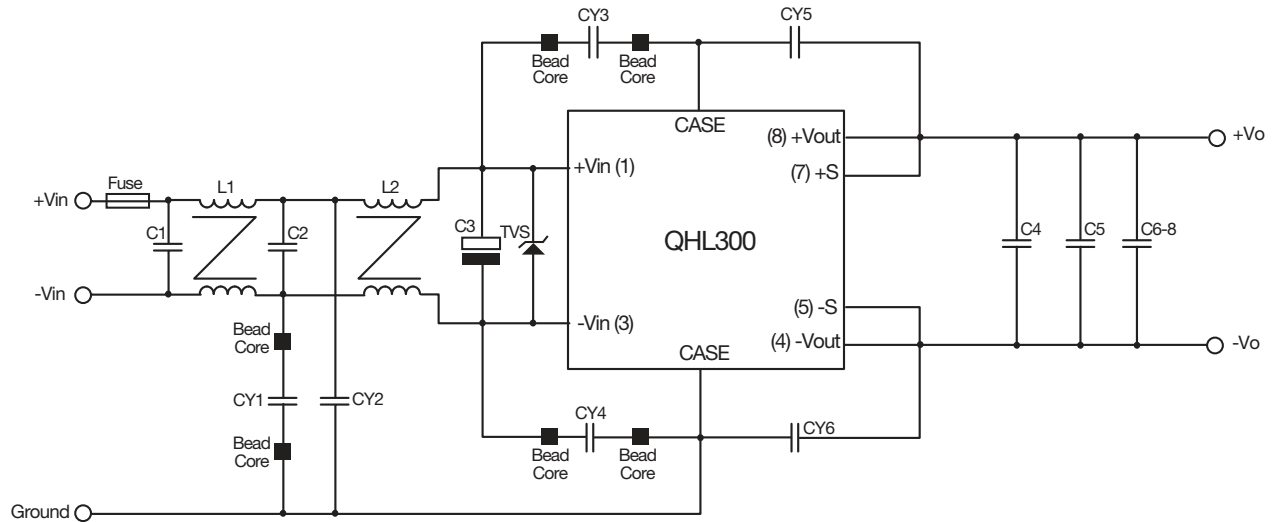 CY3
CY5
Bead
Core
Bead
Core
CASE
(8) +Vout
+Vo
Fuse
L1
L2
+Vin (1)
(7) +S
+Vin
C1
C2
C3
TVS
QHL300
C4
C5
C6-8
-Vin
(5) -S
-Vin (3)
Bead
Core
(4) -Vout
-Vo
CASE
CY1
CY2
CY4
CY6
Bead
Core
Bead
Core
Bead
Core
Ground